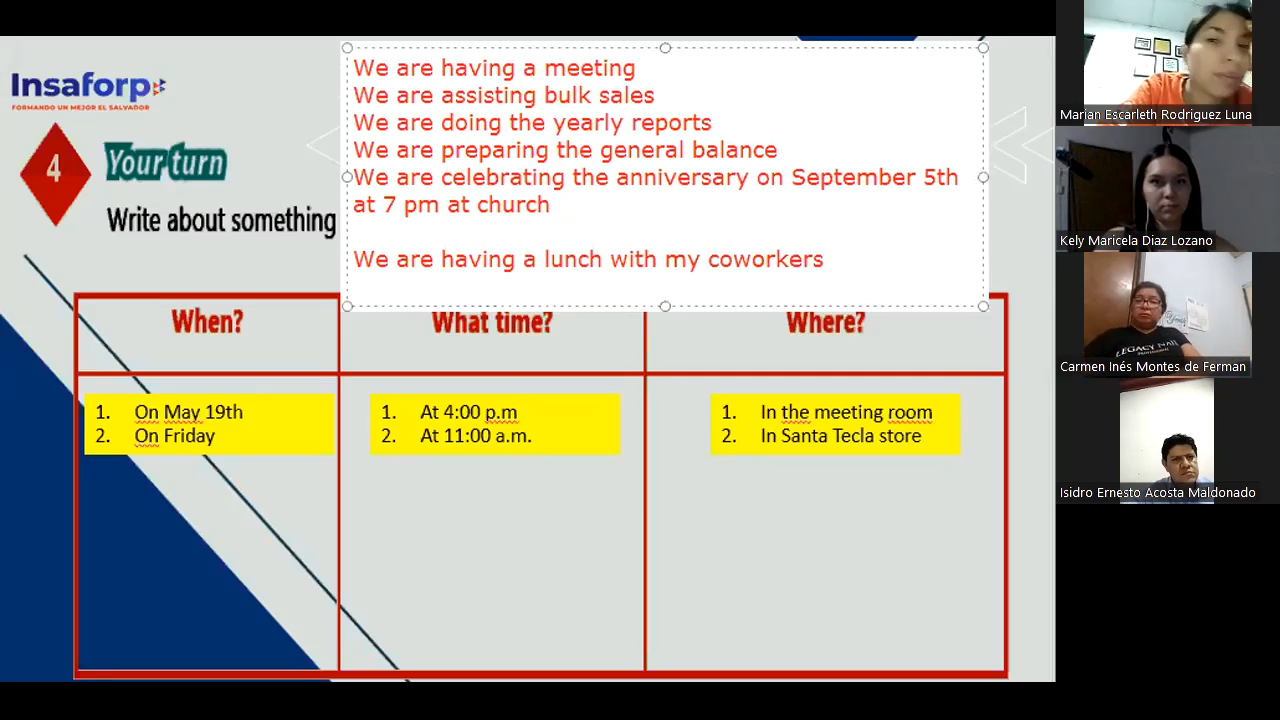 Insaforp
FORMANDO UN MEJOR EL SALVADOR
4
Your turn
Write about something
We are having a meeting
We are assisting bulk sales
We are doing the yearly reports
We are preparing the general balance
We are celebrating the anniversary on September 5th
at 7 pm at church
We are having a lunch with my coworkers
When?
What time?
Where?
1. On May 19th
2. On Friday
1. At 4:00 p.m
2. At 11:00 a.m.
1. In the meeting room
2. In Santa Tecla store
Marian Escarleth Rodriguez Luna
Kely Maricela Diaz Lozano
LEGACY NAIL
Carmen Inés Montes de Ferman
Isidro Ernesto Acosta Maldonado